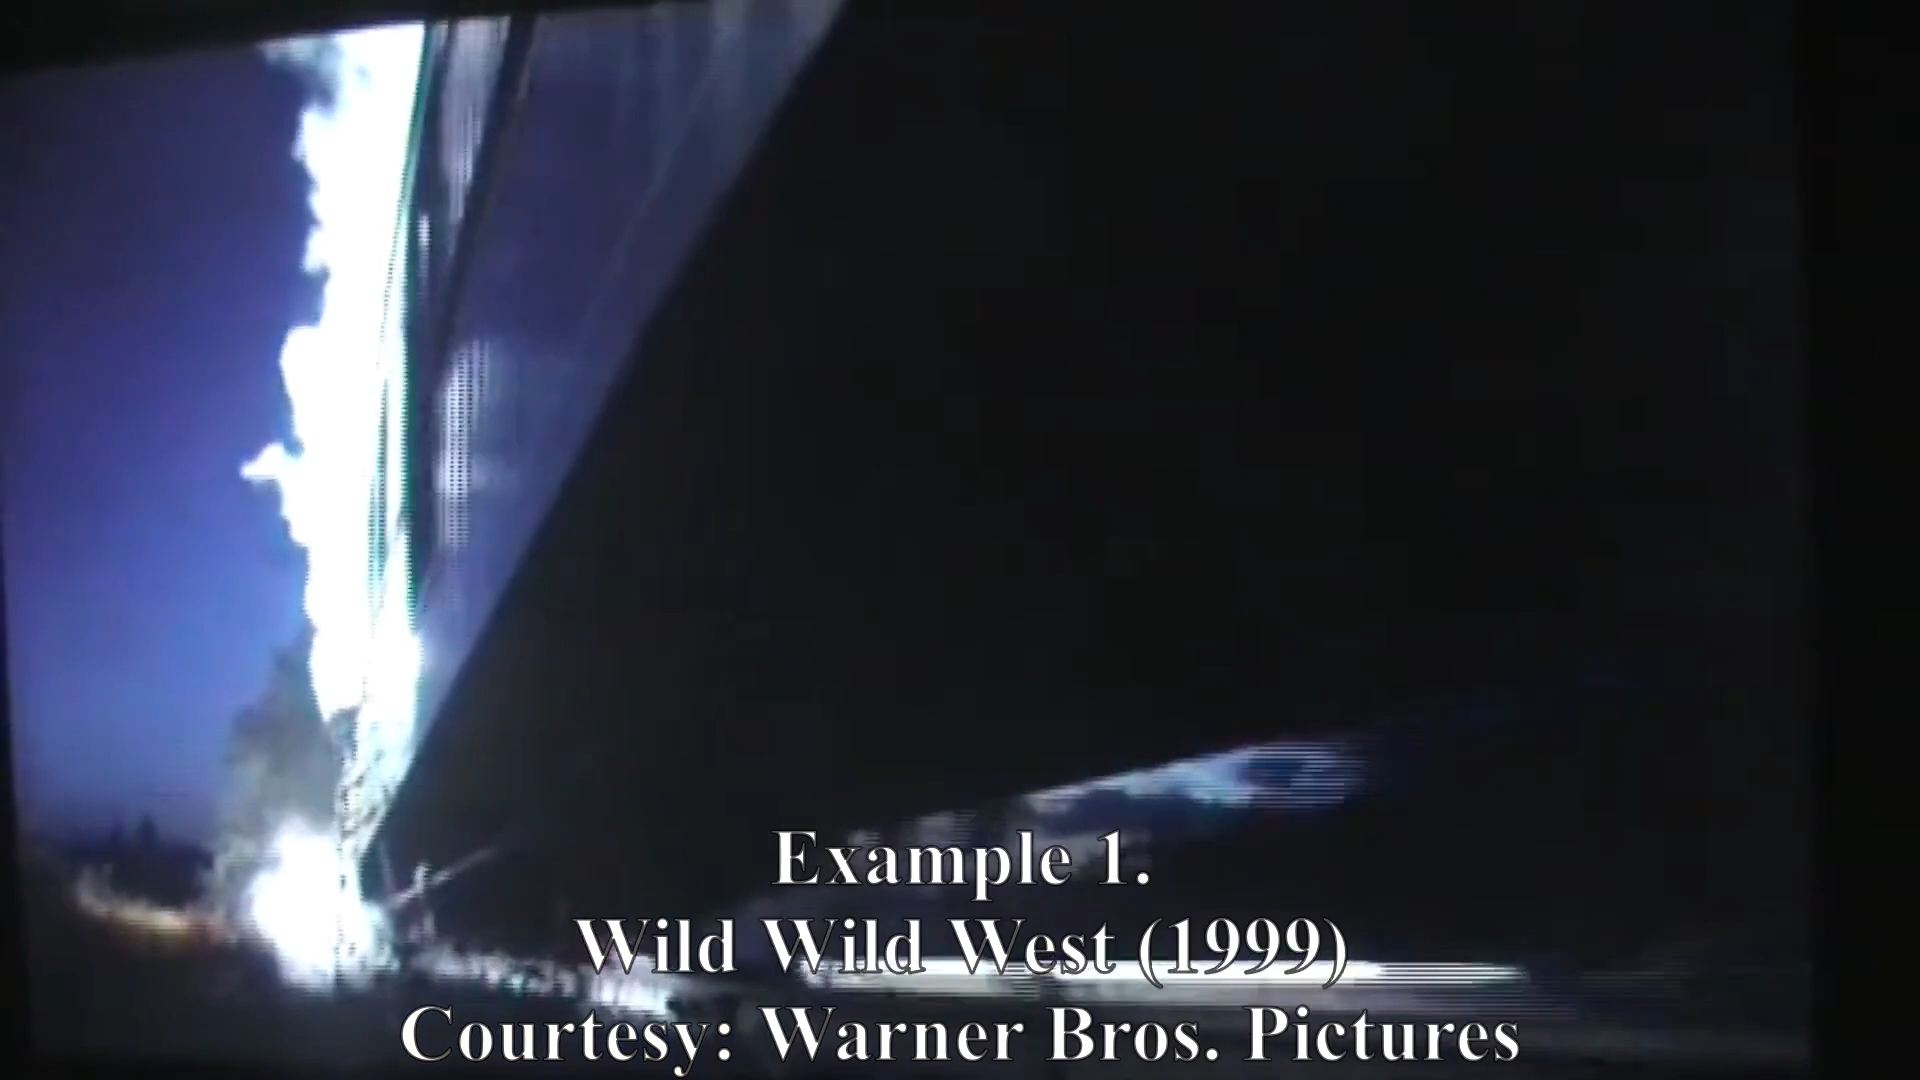 Example 1.
Wild Wild West (1999)
Courtesy: Warner Bros. Pictures